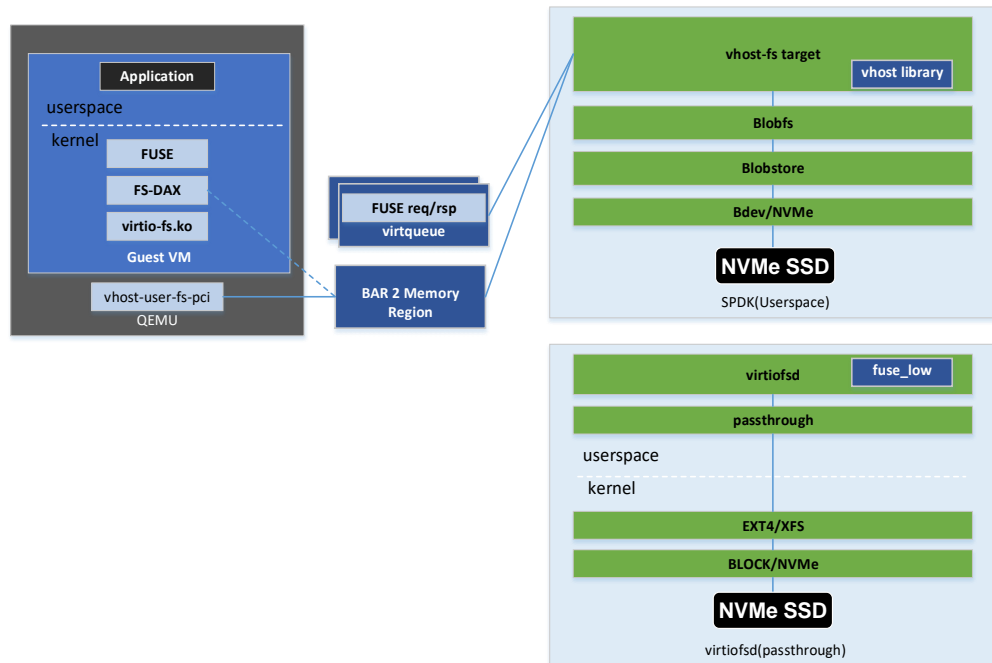 Application
userspace
kernel
FUSE
FS-DAX
virtio-fs.ko
Guest VM
vhost-user-fs-pci
QEMU
FUSE req/rsp
virtqueue
BAR 2 Memory
Region
vhost-fs target
vhost library
Blobfs
Blobstore
Bdev/NVMe
NVMe SSD
SPDK(Userspace)
virtiofsd
fuse_low
passthrough
userspace
kernel
EXT4/XFS
BLOCK/NVMe
NVMe SSD
virtiofsd(passthrough)